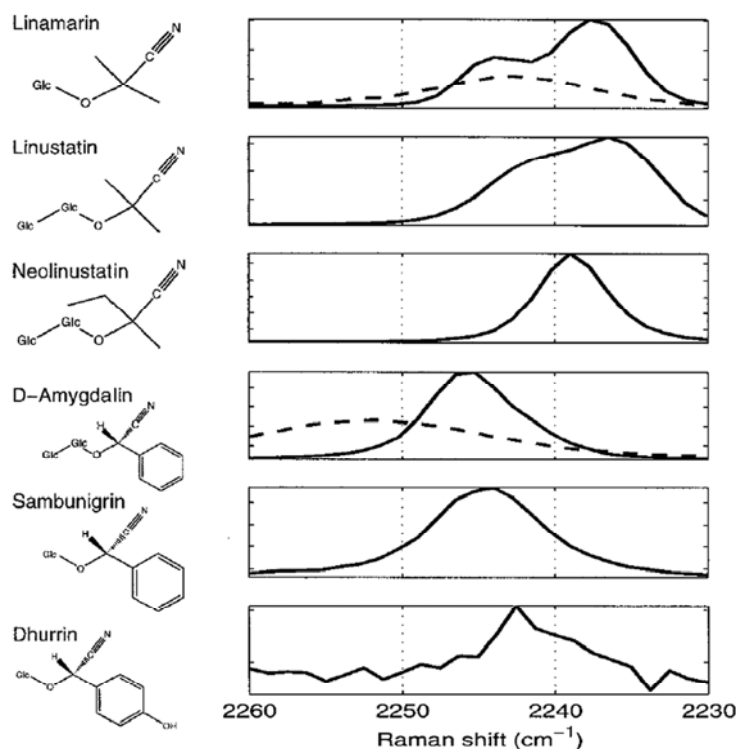 Linamarin
N
C
Glc
O
Linustatin
N
C
Glc
Glc
O
Neolinustatin
N
C
Glc
Glc
O
D-Amygdalin
H
N
C
Glc
Glc
O
Sambunigrin
H
N
C
Glc
O
Dhurrin
H
N
C
Glc
O
OH
2260 2250 2240 2230
Raman shift (cm⁻¹)